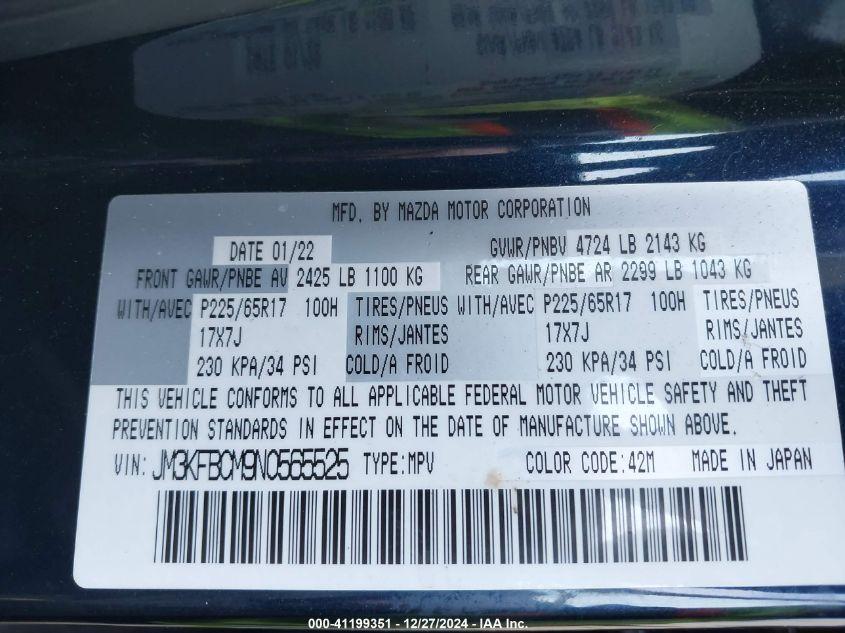 MFD. BY MAZDA MOTOR CORPORATION
DATE 01/22 GVWR/PNBV 4724 LB 2143 KG
FRONT GAWR/PNBE AV 2425 LB 1100 KG REAR GAWR/PNBE AR 2299 LB 1043 KG
WITH/AVEC P225/65R17 100H TIRES/PNEUS WITH/AVEC P225/65R17 100H TIRES/PNEUS
17X7J RIMS/JANTES 17X7J RIMS/JANTES
230 KPA/34 PSI COLD/A FROID 230 KPA/34 PSI COLD/A FROID
THIS VEHICLE CONFORMS TO ALL APPLICABLE FEDERAL MOTOR VEHICLE SAFETY AND THEFT
PREVENTION STANDARDS IN EFFECT ON THE DATE OF MANUFACTURE SHOWN ABOVE.
VIN: JM3KFBCM9N0565525 TYPE:MPV COLOR CODE:42M MADE IN JAPAN
000-41199351 - 12/27/2024 - IAA Inc.